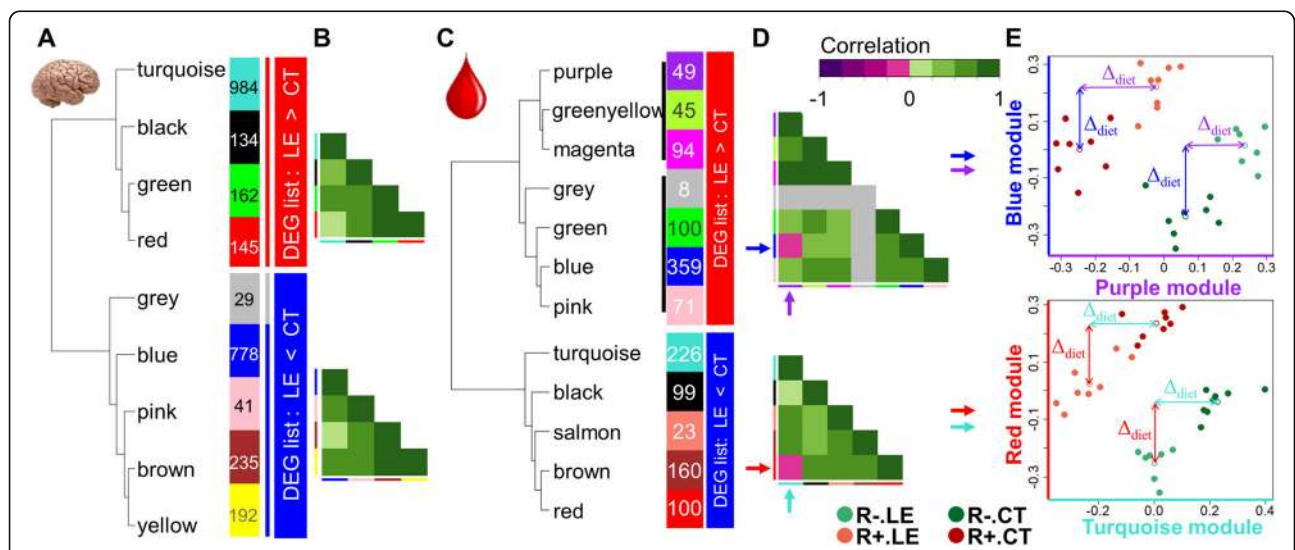 A
turquoise
black
green
red
grey
blue
pink
brown
yellow
984
134
162
145
29
778
41
235
192
DEG list : LE > CT
DEG list : LE < CT
B
C
purple
greenyellow
magenta
grey
green
blue
pink
turquoise
black
salmon
brown
red
49
45
94
8
100
359
71
226
99
23
160
100
DEG list : LE > CT
DEG list: LE < CT
D
Correlation
-1 0 1
E
Blue module
0.3
0.1
-0.1
-0.3
Δdiet
Δdiet
Δdiet
Δdiet
-0.3 -0.2 -0.1 0.0 0.1 0.2 0.3
Purple module
Red module
0.3
0.1
-0.1
-0.3
Δdiet
Δdiet
Δdiet
Δdiet
-0.2 0.0 0.2 0.4
Turquoise module
R-.LE R-.CT
R+.LE R+.CT